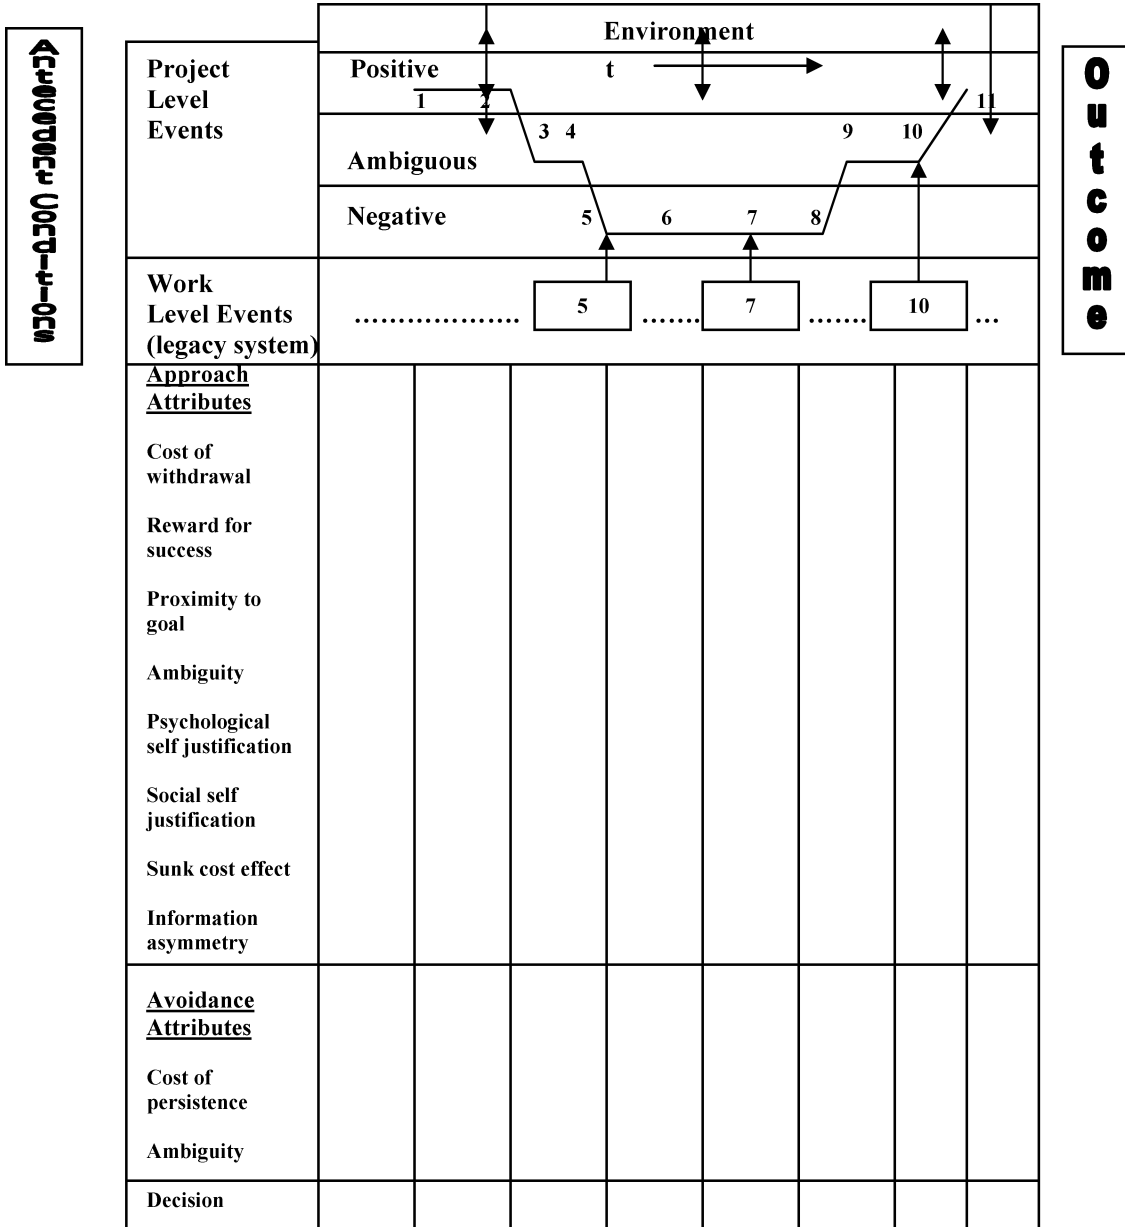 Antecedent Conditions
Environment
Project
Level
Events
Positive
t
1
2
11
3 4
9
10
Ambiguous
Negative
5
6
7
8
Work
Level Events
(legacy system)
................... 5 ....... 7 ....... 10 ...
Approach
Attributes
Cost of
withdrawal
Reward for
success
Proximity to
goal
Ambiguity
Psychological
self justification
Social self
justification
Sunk cost effect
Information
asymmetry
Avoidance
Attributes
Cost of
persistence
Ambiguity
Decision
Outcome